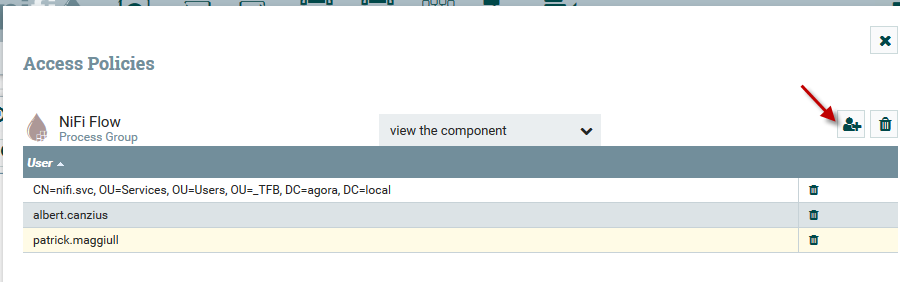 Access Policies
NiFi Flow
Process Group
view the component
User
CN=nifi.svc, OU=Services, OU=Users, OU=_TFB, DC=agora, DC=local
albert.canzius
patrick.maggiull